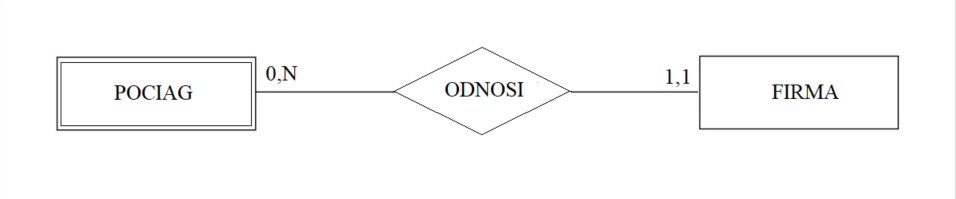 POCIAG
0,N
ODNOSI
1,1
FIRMA